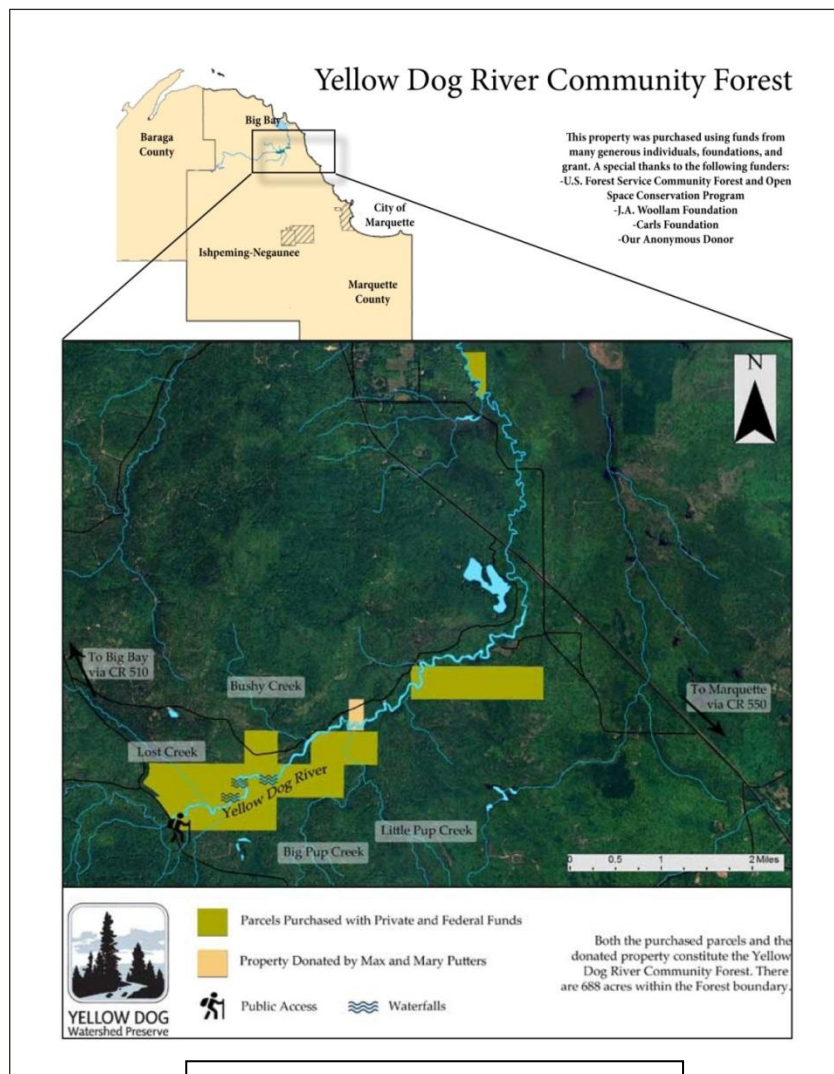 Yellow Dog River Community Forest
Baraga
County
Big Bay
City of
Marquette
Ishpeming-Negaunee
Marquette
County
This property was purchased using funds from
many generous individuals, foundations, and
grant. A special thanks to the following funders:
-U.S. Forest Service Community Forest and Open
Space Conservation Program
-J.A. Woollam Foundation
-Carls Foundation
-Our Anonymous Donor
N
To Big Bay
via CR 510
Bushy Creek
To Marquette
via CR 550
Lost Creek
Yellow Dog River
Little Pup Creek
Big Pup Creek
0 0.5 1 2 Miles
Parcels Purchased with Private and Federal Funds
Property Donated by Max and Mary Putters
Public Access
Waterfalls
YELLOW DOG
Watershed Preserve
Both the purchased parcels and the
donated property constitute the Yellow
Dog River Community Forest. There
are 688 acres within the Forest boundary.